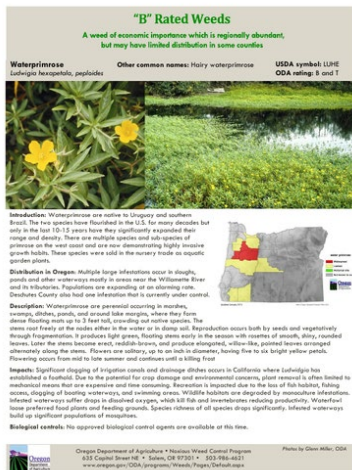 “B” Rated Weeds
A weed of economic importance which is regionally abundant,
but may have limited distribution in some counties
Waterprimrose Other common names: Hairy waterprimrose USDA symbol: LUHE
Ludwigia hexapetala, peploides ODA rating: B and T
Introduction: Waterprimrose are native to Uruguay and southern
Brazil. The two species have flourished in the U.S. for many decades but
only in the last 10-15 years have they significantly expanded their
range and density. There are multiple species and sub-species of
primrose on the west coast and are now demonstrating highly invasive
growth habits. These species were sold in the nursery trade as aquatic
garden plants.
Distribution in Oregon: Multiple large infestations occur in sloughs,
ponds and other waterways mostly in areas near the Willamette River
and its tributaries. Populations are expanding at an alarming rate.
Deschutes County also had one infestation that is currently under control.
Description: Waterprimrose are perennial occurring in marshes,
swamps, ditches, ponds, and around lake margins, where they form
dense floating mats up to 3 feet tall, crowding out native species. The
stems root freely at the nodes either in the water or in damp soil. Reproduction occurs both by seeds and vegetatively
through fragmentation. It produces light green, floating stems early in the season with rosettes of smooth, shiny, rounded
leaves. Later the stems become erect, reddish-brown, and produce elongated, willow-like, pointed leaves arranged
alternately along the stems. Flowers are solitary, up to an inch in diameter, having five to six bright yellow petals.
Flowering occurs from mid to late summer and continues until a killing frost
Impacts: Significant clogging of irrigation canals and drainage ditches occurs in California where Ludwigia has
established a foothold. Due to the potential for crop damage and environmental concerns, plant removal is often limited to
mechanical means that are expensive and time consuming. Recreation is impacted due to the loss of fish habitat, fishing
access, clogging of boating waterways, and swimming areas. Wildlife habitats are degraded by monoculture infestations.
Infested waterways suffer drops in dissolved oxygen, which kill fish and invertebrates reducing productivity. Waterfowl
loose preferred food plants and feeding grounds. Species richness of all species drops significantly. Infested waterways
build up significant populations of mosquitoes.
Biological controls: No approved biological control agents are available at this time.
Photos by Glenn Miller, ODA
Oregon Department of Agriculture • Noxious Weed Control Program
635 Capitol Street NE • Salem, OR 97301 • 503-986-4621
www.oregon.gov/ODA/programs/Weeds/Pages/Default.aspx
Oregon